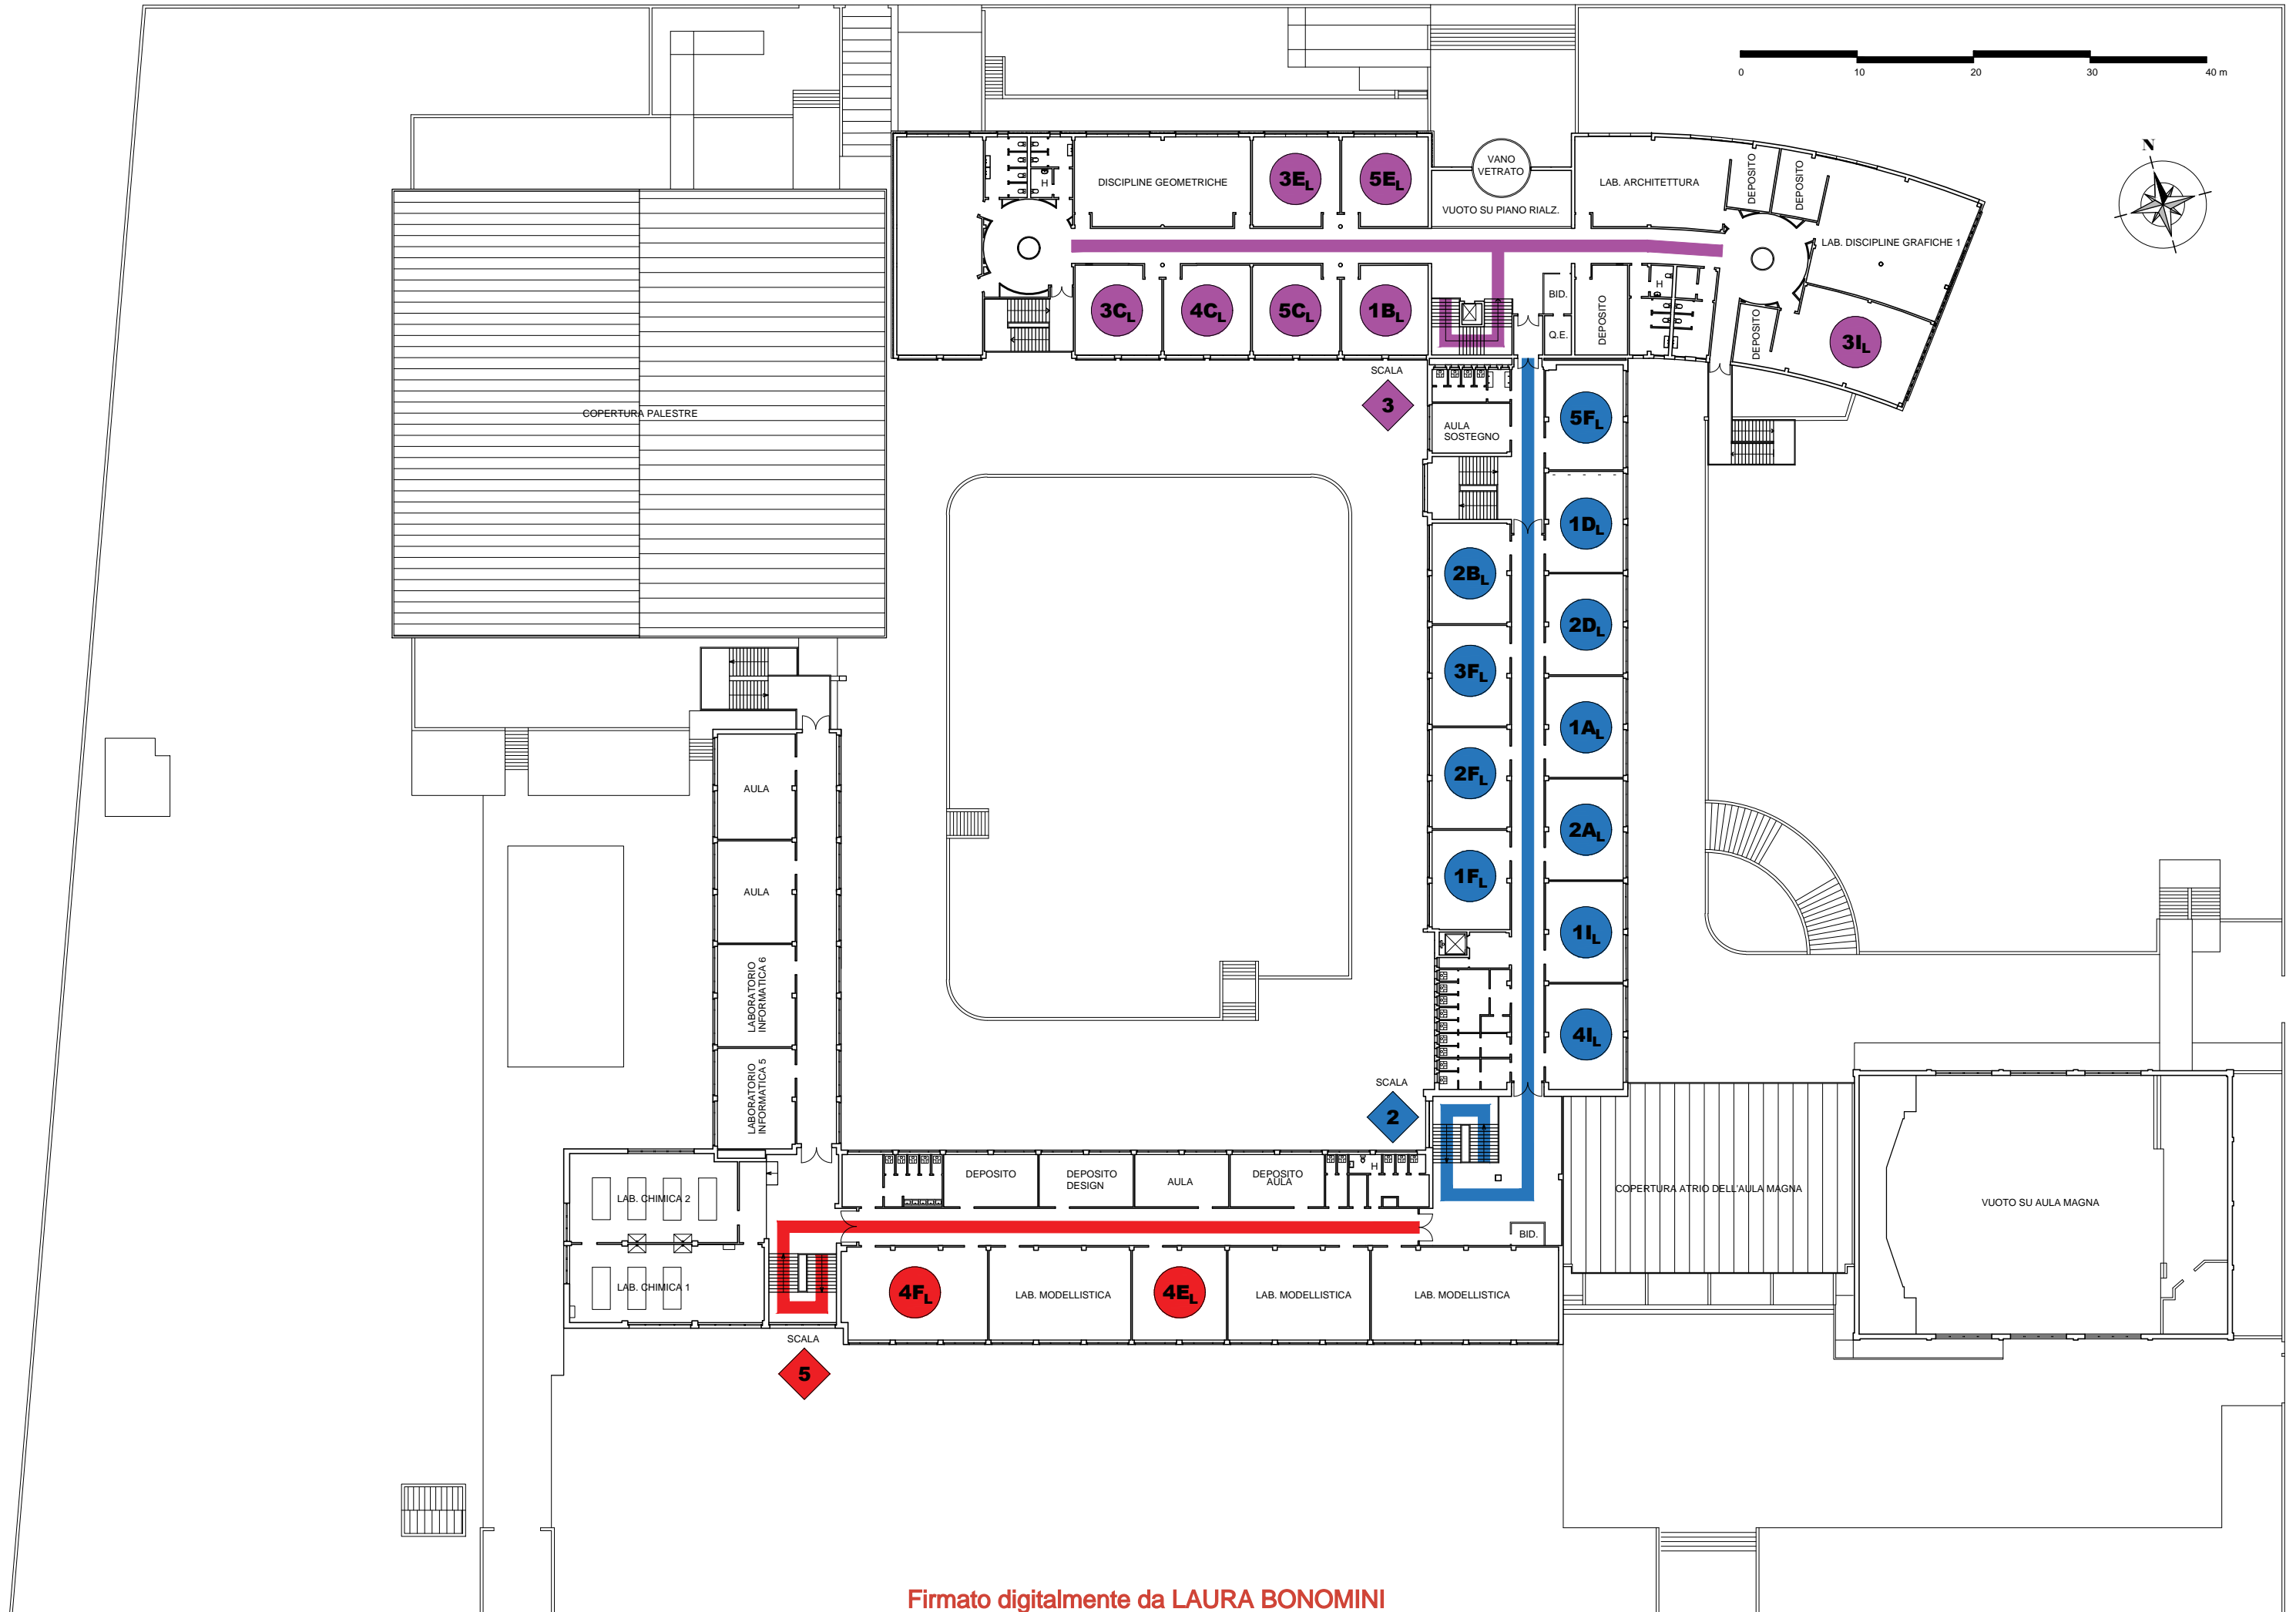 0 10 20 30 40 m
N
VANO
VETRATO
DISCIPLINE GEOMETRICHE
3EL
5EL
H
VUOTO SU PIANO RIALZ.
LAB. ARCHITETTURA
DEPOSITO
DEPOSITO
LAB. DISCIPLINE GRAFICHE 1
3CL
4CL
5CL
1BL
BID.
Q.E.
DEPOSITO
H
DEPOSITO
3IL
SCALA
3
COPERTURA PALESTRE
AULA
SOSTEGNO
5FL
1DL
2BL
2DL
3FL
1AL
2FL
2AL
1FL
1IL
4IL
AULA
AULA
LABORATORIO
INFORMATICA 6
LABORATORIO
INFORMATICA 5
SCALA
2
LAB. CHIMICA 2
DEPOSITO
DEPOSITO
DESIGN
AULA
DEPOSITO
AULA
H
COPERTURA ATRIO DELL'AULA MAGNA
VUOTO SU AULA MAGNA
BID.
LAB. CHIMICA 1
4FL
LAB. MODELLISTICA
4EL
LAB. MODELLISTICA
LAB. MODELLISTICA
SCALA
5
Firmato digitalmente da LAURA BONOMINI